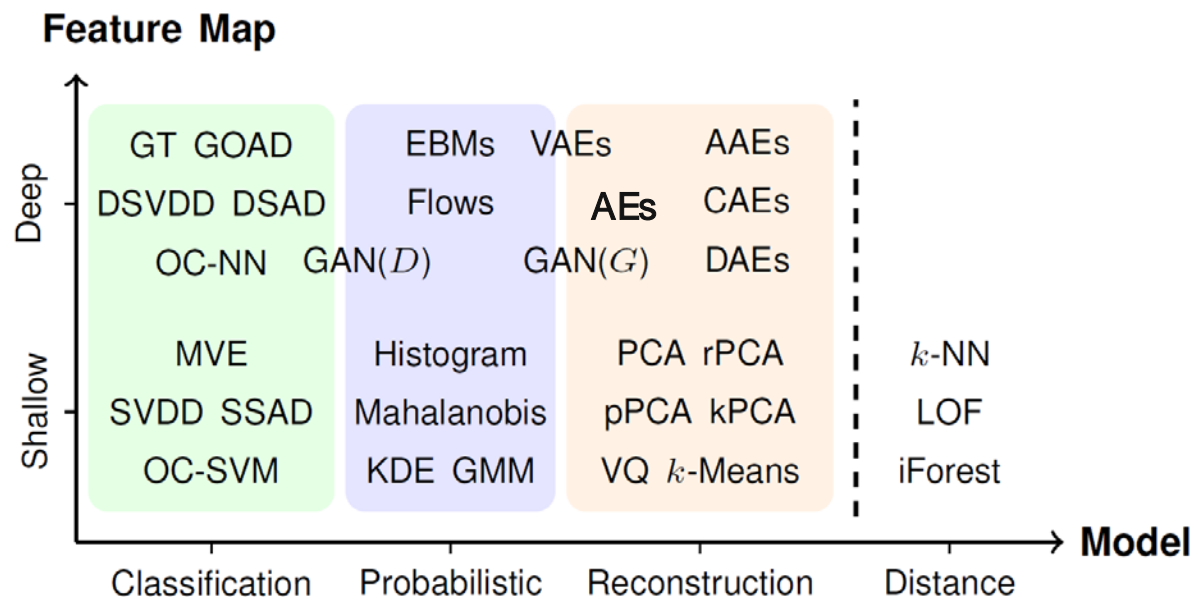 Feature Map
Deep
GT GOAD EBMs VAEs AAEs
DSVDD DSAD Flows AEs CAEs
OC-NN GAN(D) GAN(G) DAEs
Shallow
MVE Histogram PCA rPCA k-NN
SVDD SSAD Mahalanobis pPCA kPCA LOF
OC-SVM KDE GMM VQ k-Means iForest
Model
Classification Probabilistic Reconstruction Distance